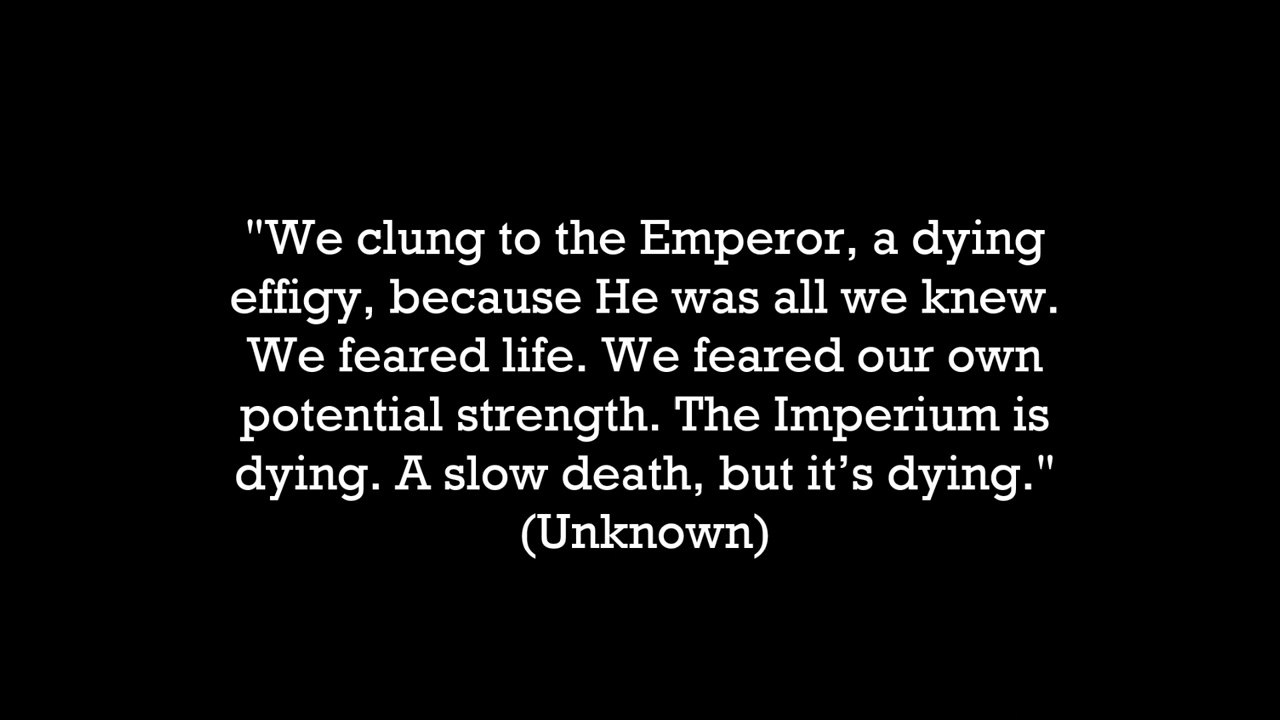 "We clung to the Emperor, a dying
effigy, because He was all we knew.
We feared life. We feared our own
potential strength. The Imperium is
dying. A slow death, but it’s dying."
(Unknown)